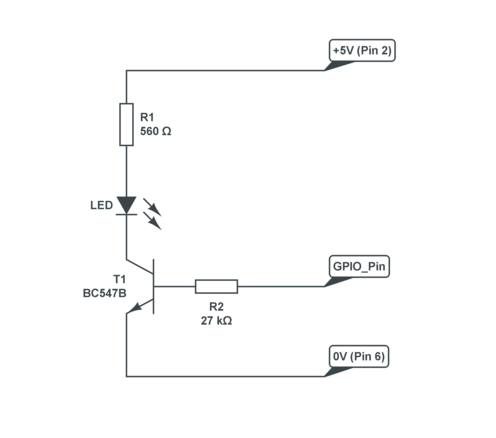 +5V (Pin 2)
R1
560 Ω
LED
GPIO_Pin
T1
BC547B
R2
27 kΩ
0V (Pin 6)